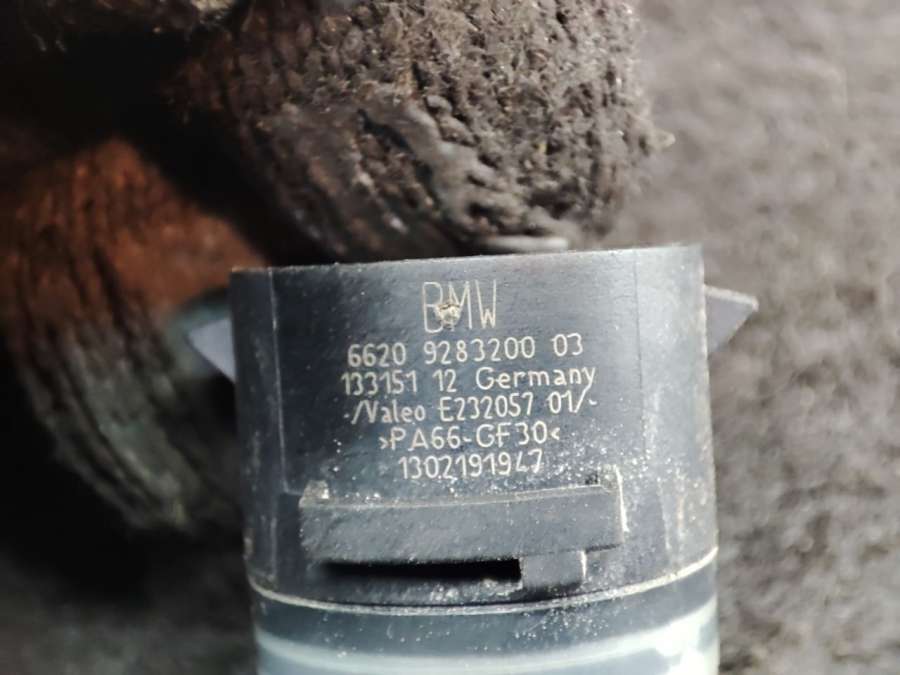 BMW
6620 9283200 03
133151 12 Germany
-/Valeo E232057 01/-
>PA66-GF30<
1302191947